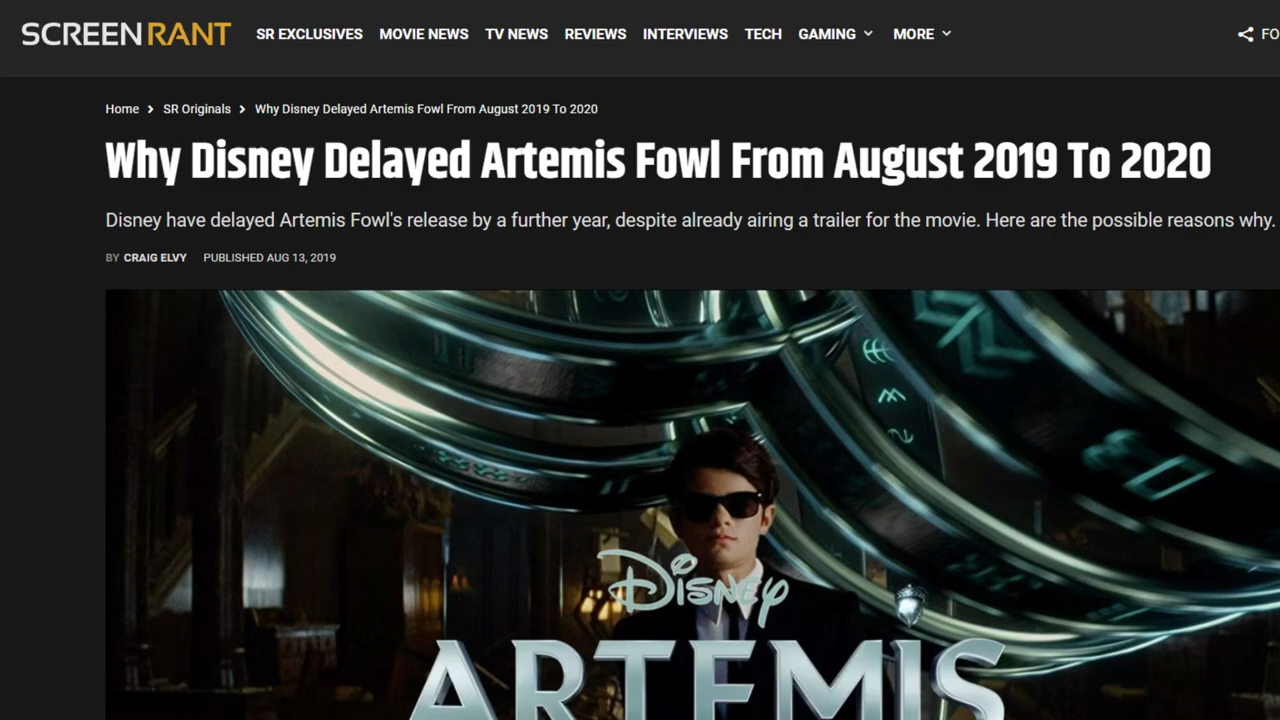 SCREENRANT SR EXCLUSIVES MOVIE NEWS TV NEWS REVIEWS INTERVIEWS TECH GAMING MORE
Home SR Originals Why Disney Delayed Artemis Fowl From August 2019 To 2020
Why Disney Delayed Artemis Fowl From August 2019 To 2020
Disney have delayed Artemis Fowl's release by a further year, despite already airing a trailer for the movie. Here are the possible reasons why.
BY CRAIG ELVY PUBLISHED AUG 13, 2019
Disney
ARTEMIS